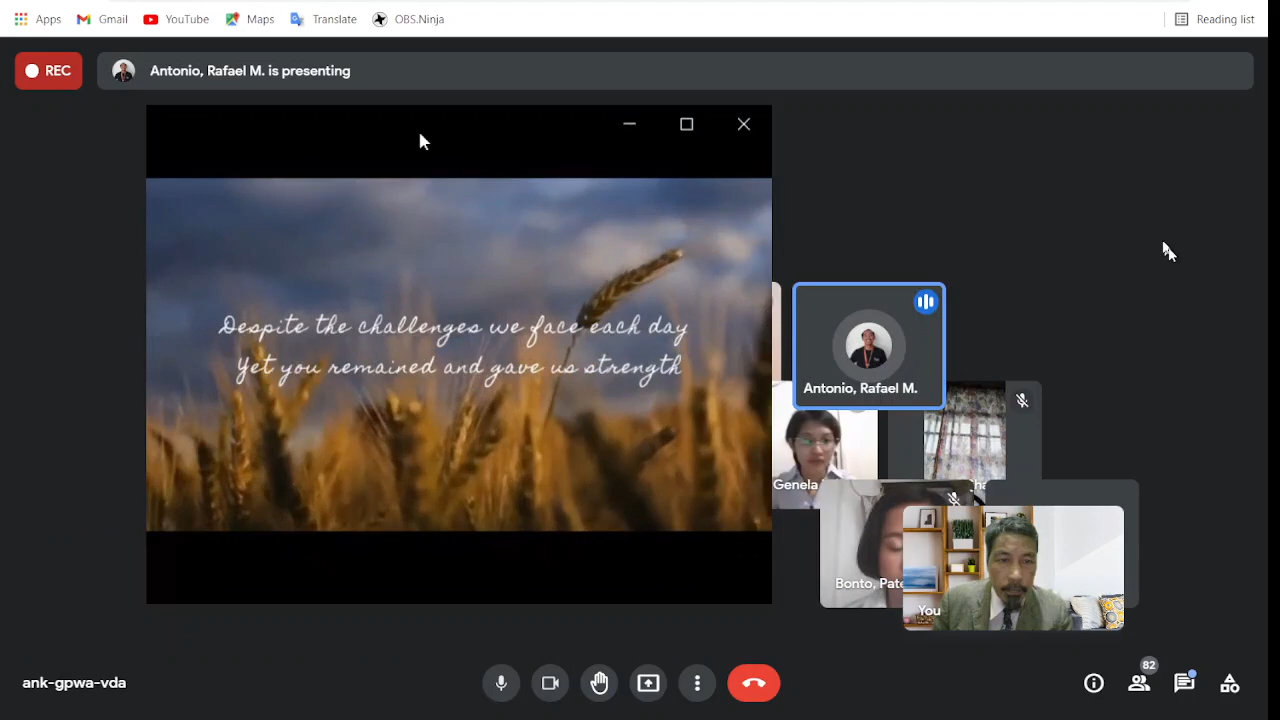 Apps Gmail YouTube Maps Translate OBS.Ninja Reading list
REC Antonio, Rafael M. is presenting
Despite the challenges we face each day
Yet you remained and gave us strength
Antonio, Rafael M.
Genela
Bonto, Pat
You
ank-gpwa-vda
82